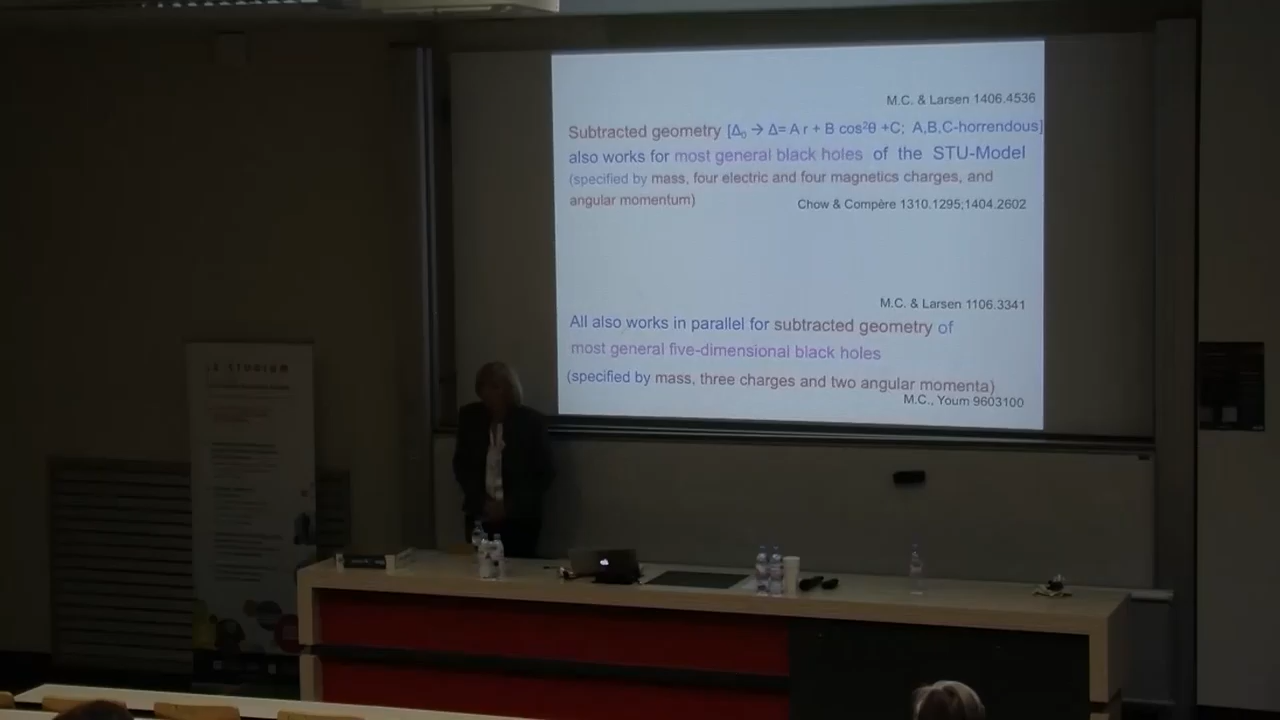 M.C. & Larsen 1406.4536
Subtracted geometry [Δ₀ → Δ= A r + B cos²θ +C; A,B,C-horrendous]
also works for most general black holes of the STU-Model
(specified by mass, four electric and four magnetics charges, and
angular momentum)
Chow & Compère 1310.1295;1404.2602
M.C. & Larsen 1106.3341
All also works in parallel for subtracted geometry of
most general five-dimensional black holes
(specified by mass, three charges and two angular momenta)
M.C., Youm 9603100
STUDIUM